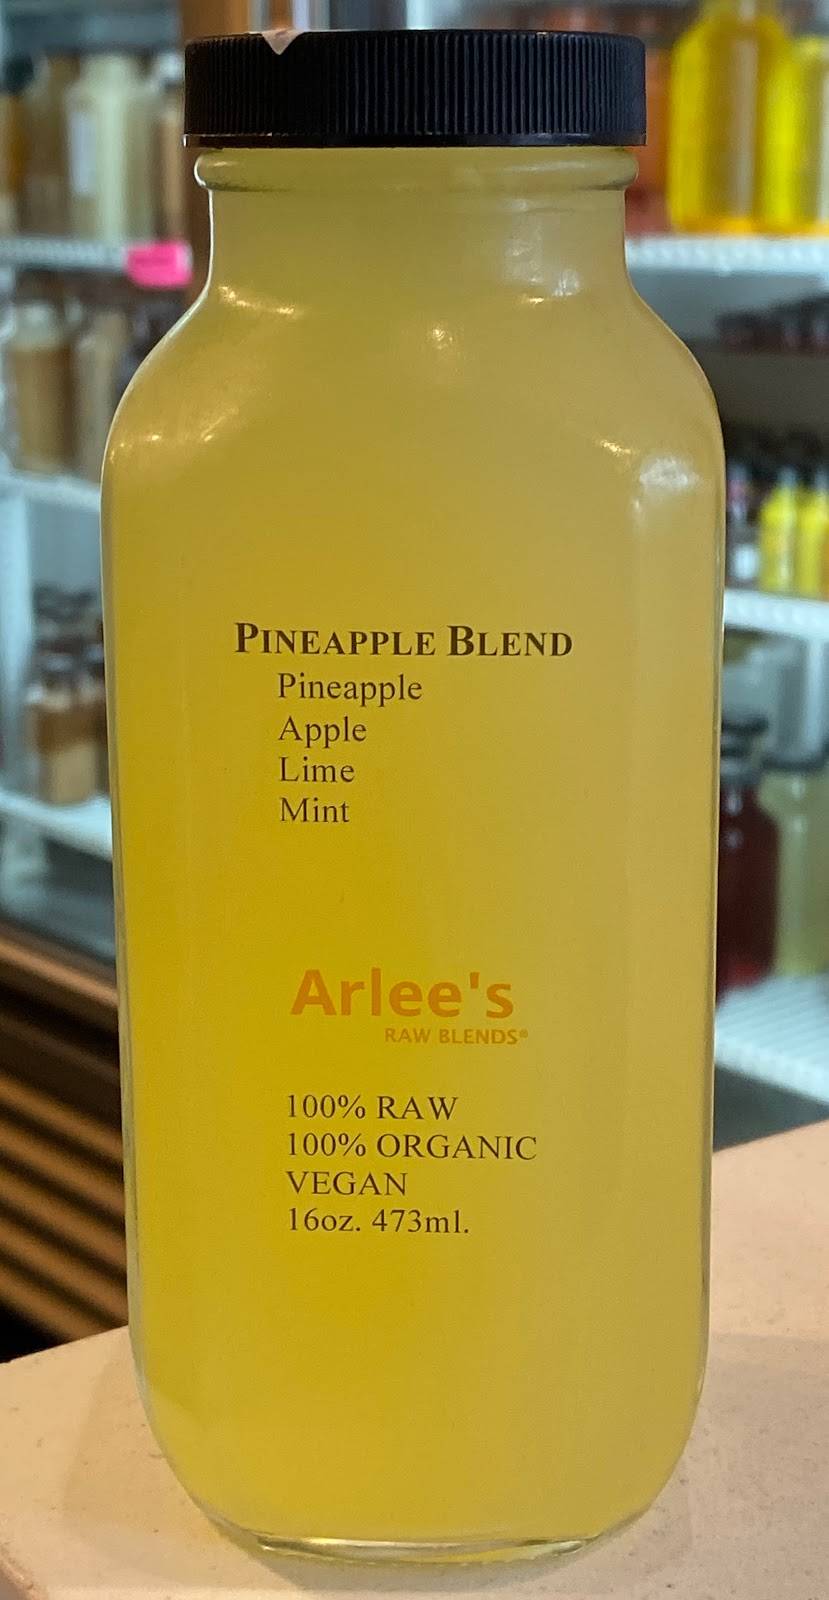 PINEAPPLE BLEND
Pineapple
Apple
Lime
Mint
Arlee's
RAW BLENDS®
100% RAW
100% ORGANIC
VEGAN
16oz. 473ml.